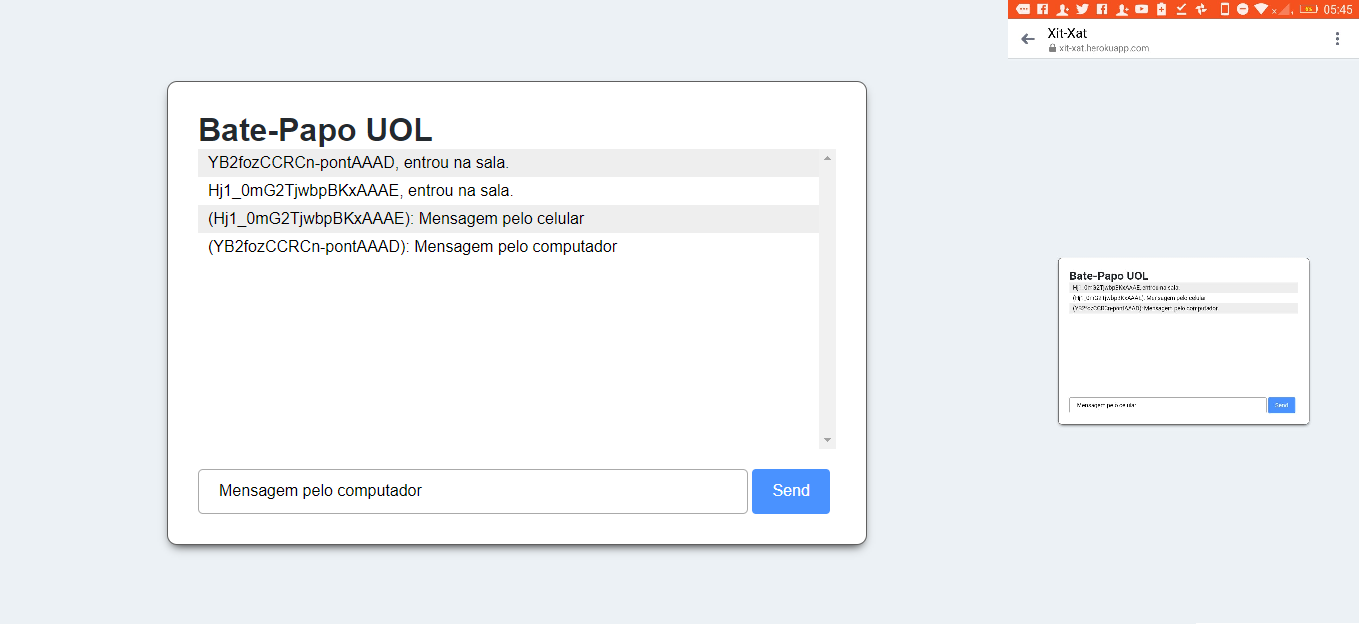 Bate-Papo UOL
YB2fozCCRCn-pontAAAD, entrou na sala.
Hj1_0mG2TjwbpBKxAAAE, entrou na sala.
(Hj1_0mG2TjwbpBKxAAAE): Mensagem pelo celular
(YB2fozCCRCn-pontAAAD): Mensagem pelo computador
Mensagem pelo computador
Send
05:45
Xit-Xat
xit-xat.herokuapp.com
Bate-Papo UOL
Hj1_0mG2TjwbpBKxAAAE, entrou na sala.
(Hj1_0mG2TjwbpBKxAAAE): Mensagem pelo celular
(YB2fozCCRCn-pontAAAD): Mensagem pelo computador
Mensagem pelo celular
Send